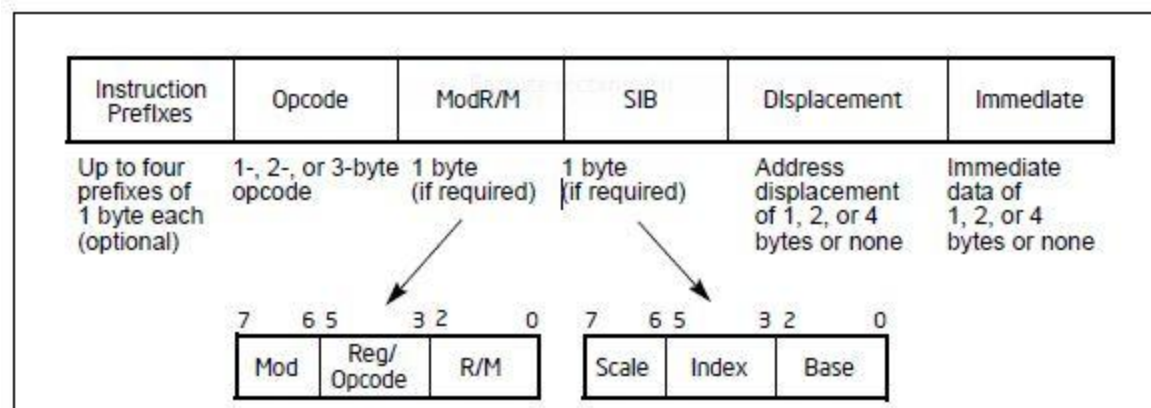 Instruction Prefixes
Opcode
ModR/M
SIB
Displacement
Immediate
Up to four prefixes of 1 byte each (optional)
1-, 2-, or 3-byte opcode
1 byte (if required)
1 byte (if required)
Address displacement of 1, 2, or 4 bytes or none
Immediate data of 1, 2, or 4 bytes or none
7 6 5 3 2 0
Mod
Reg/ Opcode
R/M
7 6 5 3 2 0
Scale
Index
Base